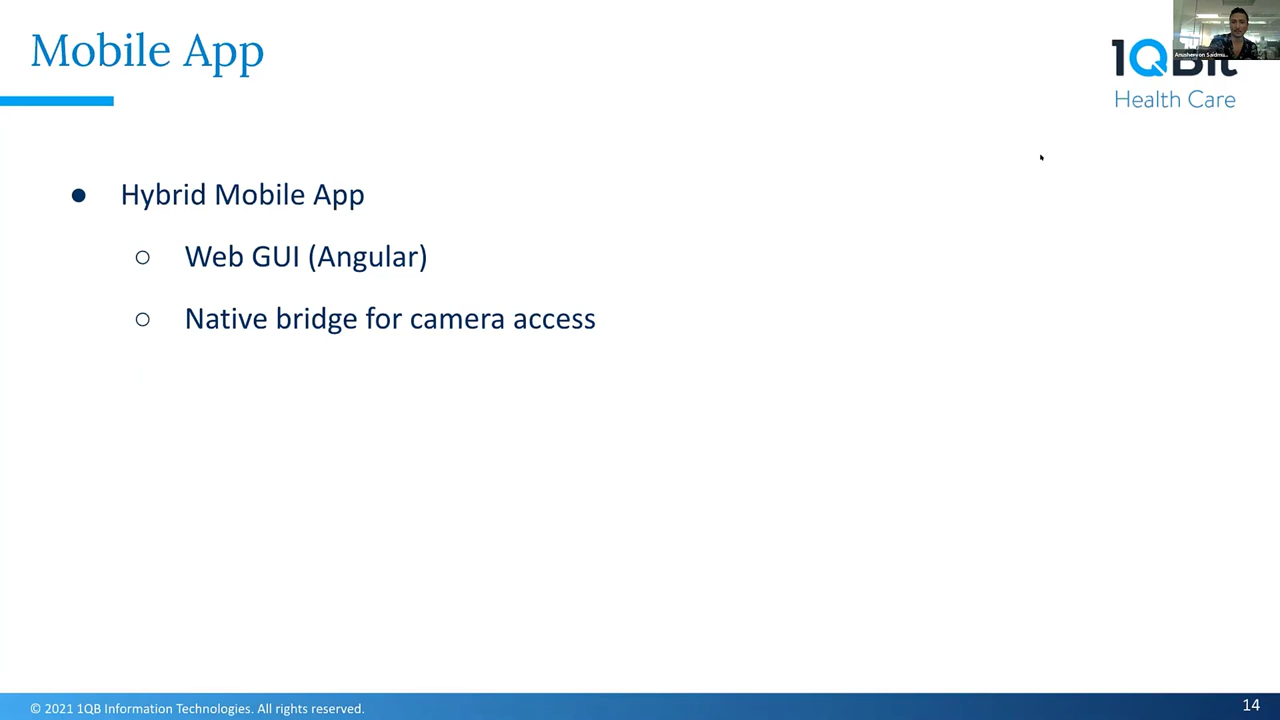 Mobile App
1QBit
Health Care
● Hybrid Mobile App
○ Web GUI (Angular)
○ Native bridge for camera access
© 2021 1QB Information Technologies. All rights reserved.
14